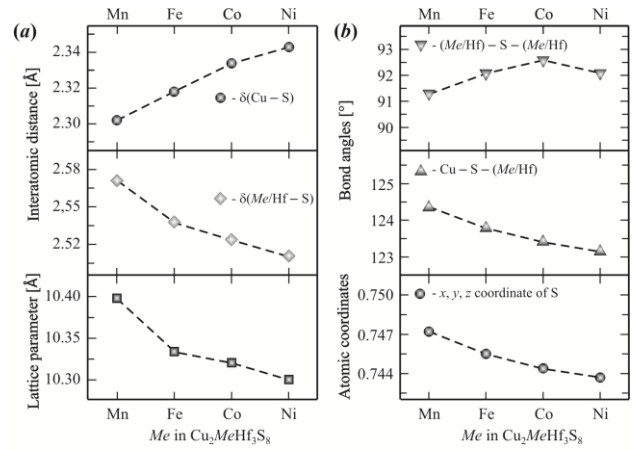 (a)
Mn Fe Co Ni
Interatomic distance [Å]
2.34
2.30
- δ(Cu – S)
2.58
2.55
2.52
- δ(Me/Hf – S)
Lattice parameter [Å]
10.40
10.35
10.30
Mn Fe Co Ni
Me in Cu₂MeHf₃S₈
(b)
Mn Fe Co Ni
Bond angles [°]
93
92
91
90
- (Me/Hf) – S – (Me/Hf)
125
124
123
- Cu – S – (Me/Hf)
Atomic coordinates
0.750
0.747
0.744
- x, y, z coordinate of S
Mn Fe Co Ni
Me in Cu₂MeHf₃S₈